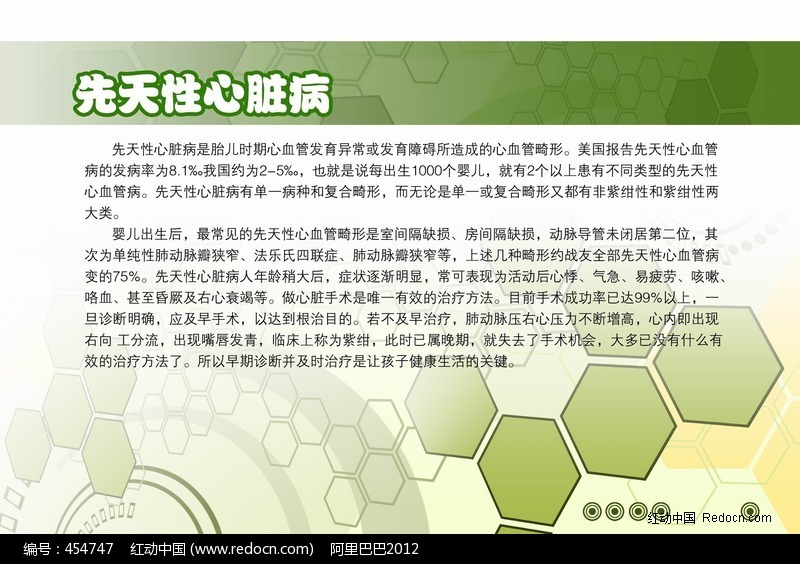 先天性心脏病
先天性心脏病是胎儿时期心血管发育异常或发育障碍所造成的心血管畸形。美国报告先天性心血管
病的发病率为8.1‰我国约为2-5‰，也就是说每出生1000个婴儿，就有2个以上患有不同类型的先天性
心血管病。先天性心脏病有单一病种和复合畸形，而无论是单一或复合畸形又都有非紫绀性和紫绀性两
大类。
婴儿出生后，最常见的先天性心血管畸形是室间隔缺损、房间隔缺损，动脉导管未闭居第二位，其
次为单纯性肺动脉瓣狭窄、法乐氏四联症、肺动脉瓣狭窄等，上述几种畸形约战友全部先天性心血管病
变的75%。先天性心脏病人年龄稍大后，症状逐渐明显，常可表现为活动后心悸、气急、易疲劳、咳嗽、
咯血、甚至昏厥及右心衰竭等。做心脏手术是唯一有效的治疗方法。目前手术成功率已达99%以上，一
旦诊断明确，应及早手术，以达到根治目的。若不及早治疗，肺动脉压右心压力不断增高，心内即出现
右向 工分流，出现嘴唇发青，临床上称为紫绀，此时已属晚期，就失去了手术机会，大多已没有什么有
效的治疗方法了。所以早期诊断并及时治疗是让孩子健康生活的关键。
红动中国 Redocn.com
编号：454747 红动中国 (www.redocn.com) 阿里巴巴2012